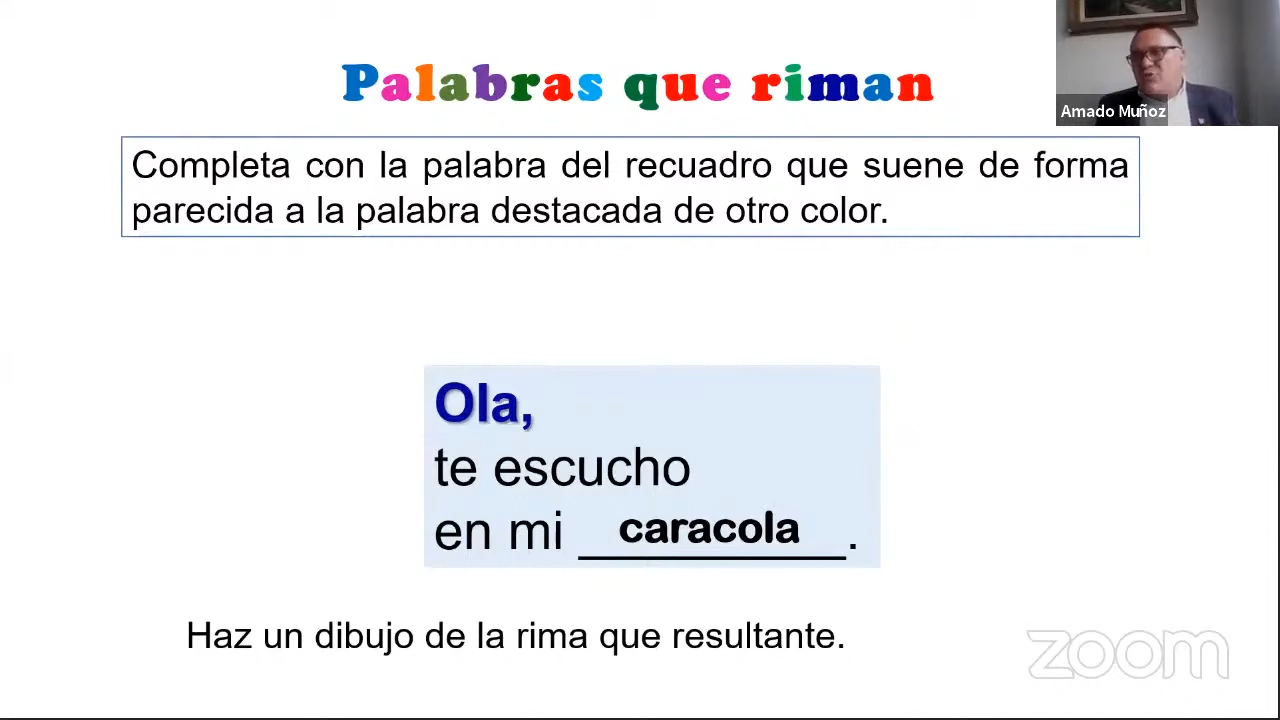 Palabras que riman
Amado Muñoz
Completa con la palabra del recuadro que suene de forma
parecida a la palabra destacada de otro color.
Ola,
te escucho
en mi caracola.
Haz un dibujo de la rima que resultante.
zoom